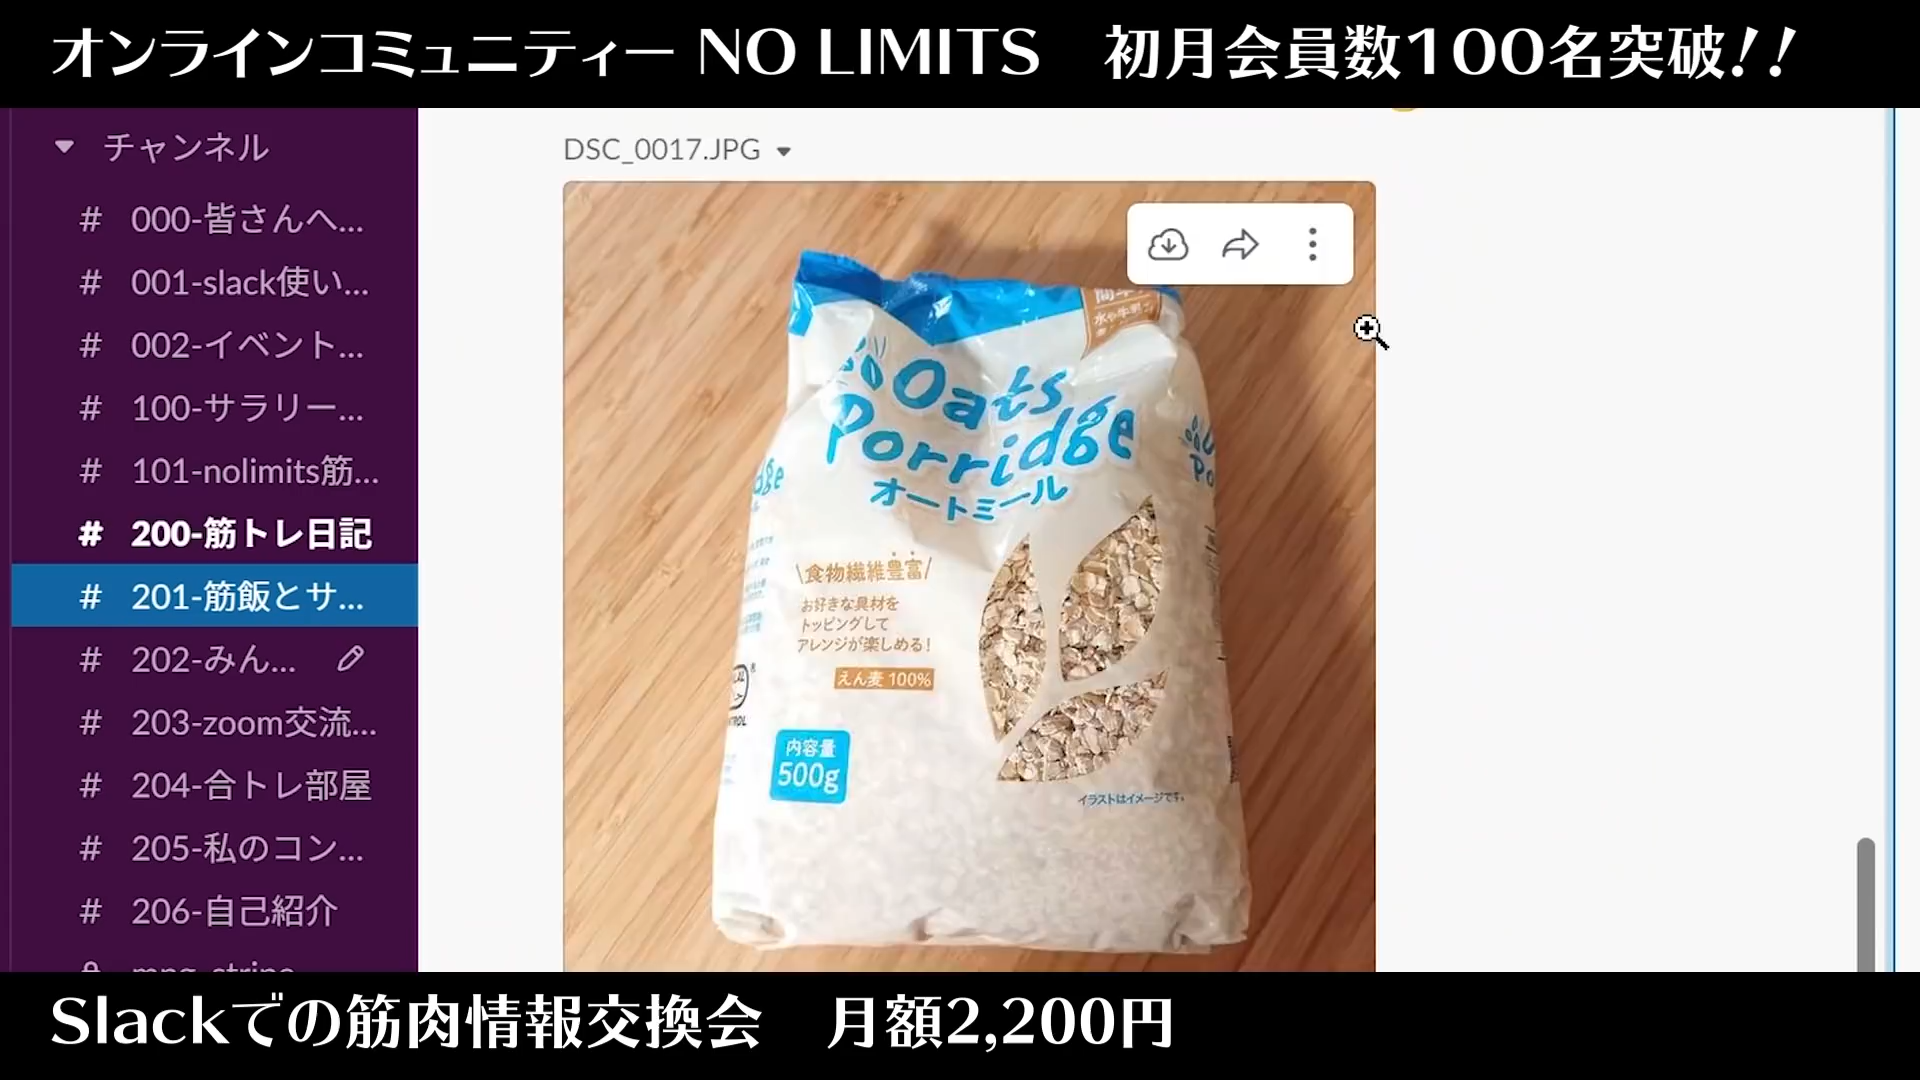 オンラインコミュニティー NO LIMITS　初月会員数100名突破!!
チャンネル
# 000-皆さんへ...
# 001-slack使い...
# 002-イベント...
# 100-サラリー...
# 101-nolimits筋...
# 200-筋トレ日記
# 201-筋飯とサ...
# 202-みん...
# 203-zoom交流...
# 204-合トレ部屋
# 205-私のコン...
# 206-自己紹介
DSC_0017.JPG
水や牛乳で
Oats
Porridge
オートミール
食物繊維豊富
お好きな具材を
トッピングして
アレンジが楽しめる!
えん麦 100%
内容量
500g
イラストはイメージです。
Slackでの筋肉情報交換会　月額2,200円